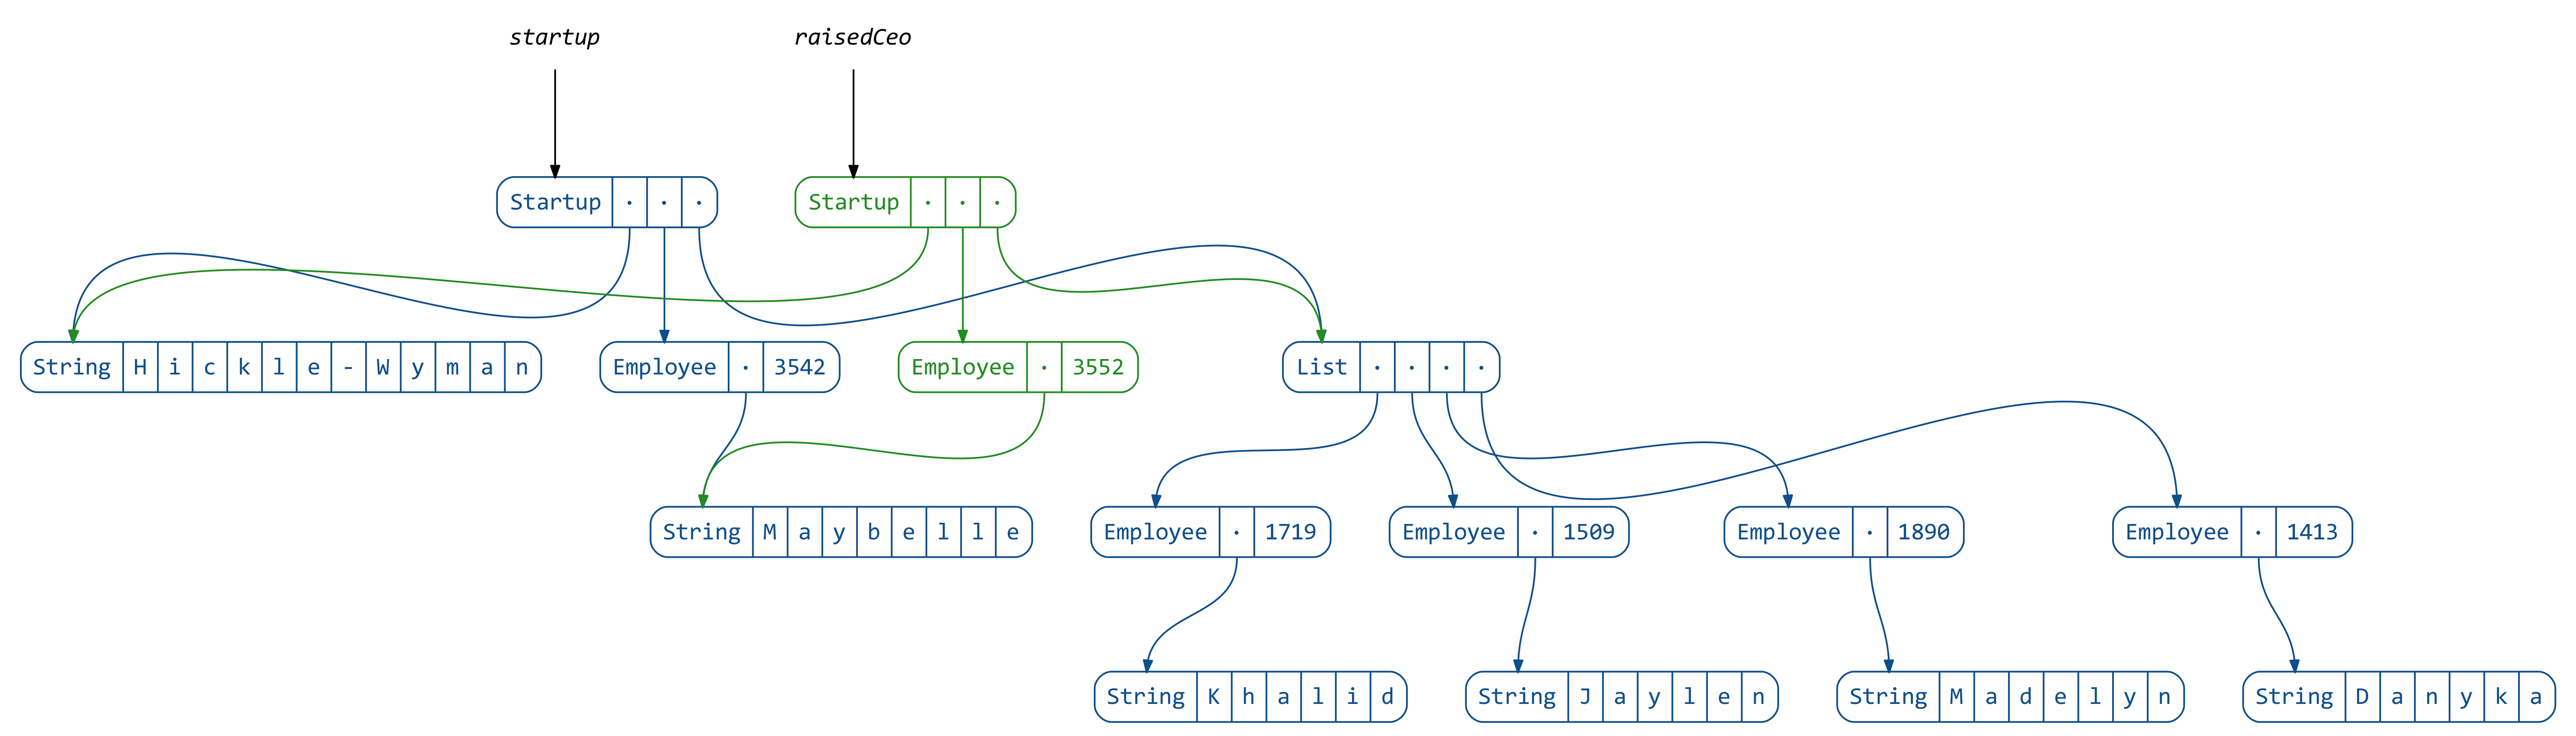 startup raisedCeo
Startup · · · Startup · · ·
String H i c k l e - W y m a n Employee · 3542 Employee · 3552 List · · · ·
String M a y b e l l e Employee · 1719 Employee · 1509 Employee · 1890 Employee · 1413
String K h a l i d String J a y l e n String M a d e l y n String D a n y k a